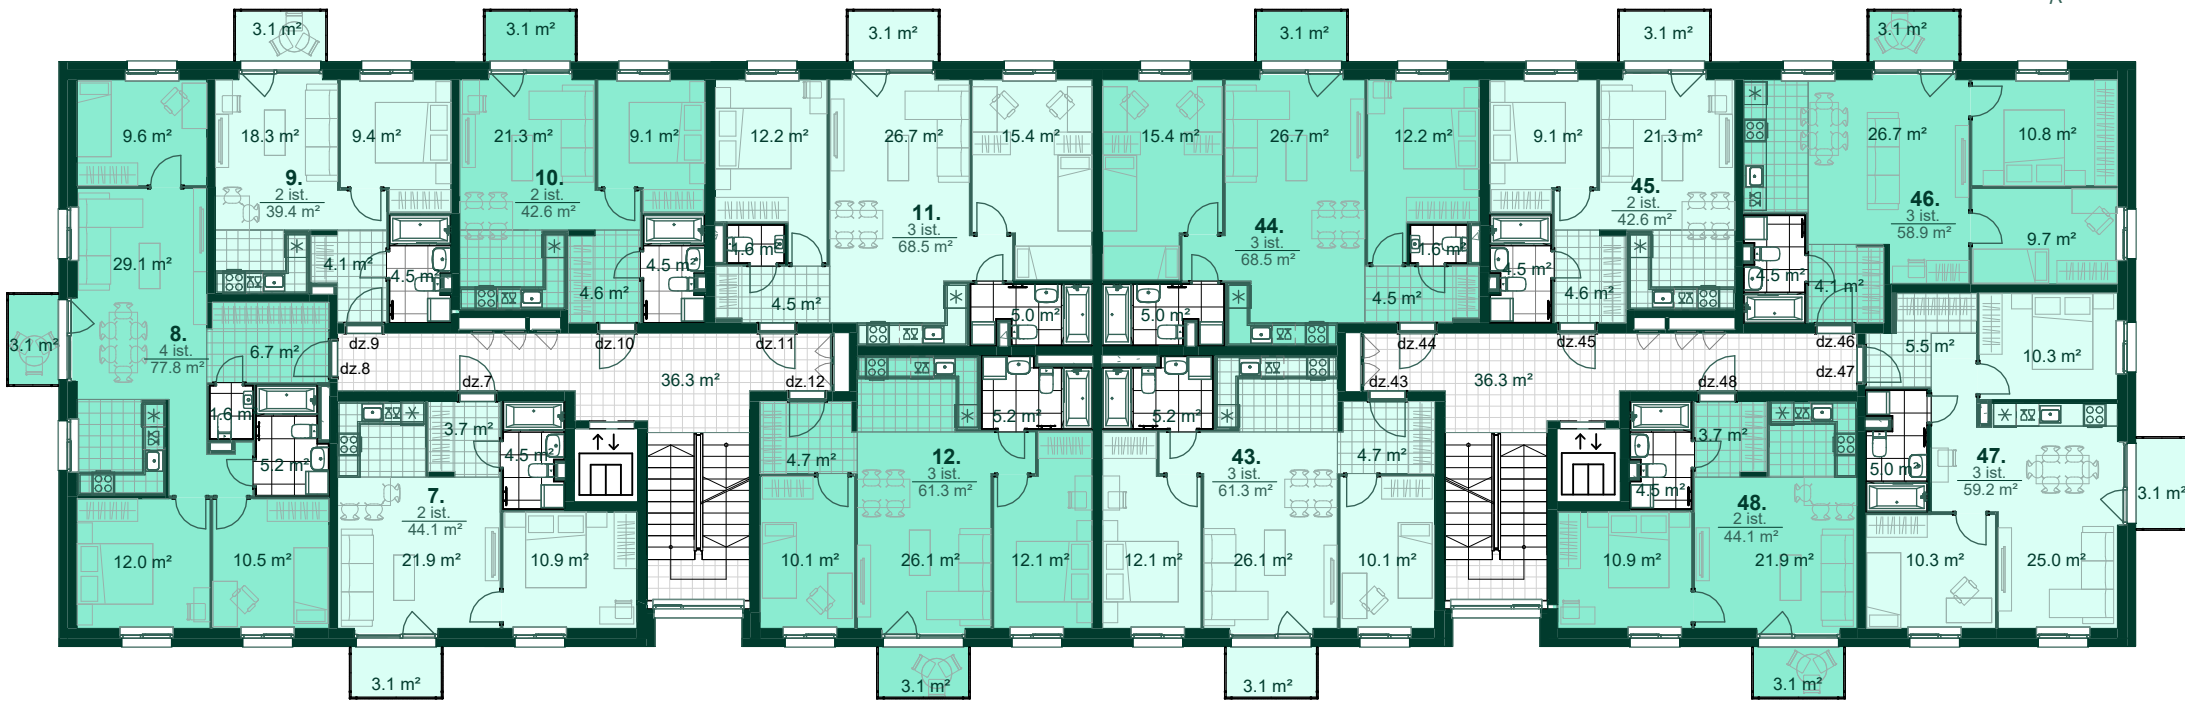 3.1 m²
3.1 m²
3.1 m²
3.1 m²
3.1 m²
3.1 m²
9.6 m²
18.3 m²
9.4 m²
21.3 m²
9.1 m²
12.2 m²
26.7 m²
15.4 m²
15.4 m²
26.7 m²
12.2 m²
9.1 m²
21.3 m²
26.7 m²
10.8 m²
9.
2 ist.
39.4 m²
10.
2 ist.
42.6 m²
11.
3 ist.
68.5 m²
44.
3 ist.
68.5 m²
45.
2 ist.
42.6 m²
46.
3 ist.
58.9 m²
9.7 m²
29.1 m²
4.1 m²
4.5 m²
4.6 m²
4.5 m²
1.6 m²
4.5 m²
5.0 m²
5.0 m²
1.6 m²
4.5 m²
4.5 m²
4.6 m²
4.5 m²
4.1 m²
3.1 m²
8.
4 ist.
77.8 m²
6.7 m²
dz.9
dz.8
dz.7
dz.10
dz.11
dz.12
36.3 m²
dz.44
dz.43
dz.45
36.3 m²
dz.48
dz.46
dz.47
5.5 m²
10.3 m²
1.6 m
5.2 m²
3.7 m²
4.5 m²
4.7 m²
5.2 m²
5.2 m²
4.7 m²
3.7 m²
4.5 m²
5.0 m²
7.
2 ist.
44.1 m²
12.
3 ist.
61.3 m²
43.
3 ist.
61.3 m²
48.
2 ist.
44.1 m²
47.
3 ist.
59.2 m²
3.1 m²
12.0 m²
10.5 m²
21.9 m²
10.9 m²
10.1 m²
26.1 m²
12.1 m²
12.1 m²
26.1 m²
10.1 m²
10.9 m²
21.9 m²
10.3 m²
25.0 m²
3.1 m²
3.1 m²
3.1 m²
3.1 m²